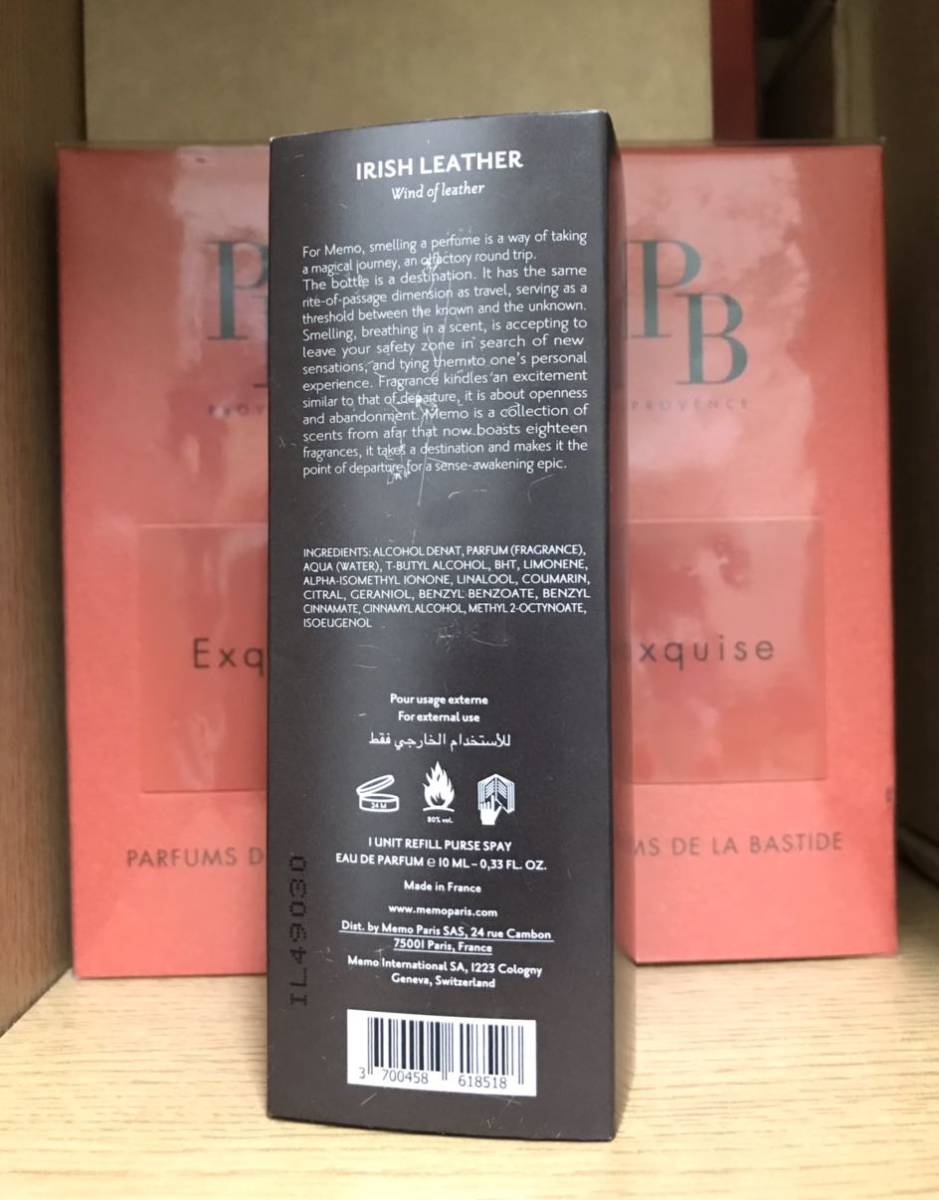 IRISH LEATHER
Wind of leather
For Memo, smelling a perfume is a way of taking
a magical journey, an olfactory round trip.
The bottle is a destination. It has the same
rite-of-passage dimension as travel, serving as a
threshold between the known and the unknown.
Smelling, breathing in a scent, is accepting to
leave your safety zone in search of new
sensations, and tying them to one's personal
experience. Fragrance kindles an excitement
similar to that of departure, it is about openness
and abandonment. Memo is a collection of
scents from afar that now boasts eighteen
fragrances, it takes a destination and makes it the
point of departure for a sense-awakening epic.
INGREDIENTS: ALCOHOL DENAT, PARFUM (FRAGRANCE),
AQUA (WATER), T-BUTYL ALCOHOL, BHT, LIMONENE,
ALPHA-ISOMETHYL IONONE, LINALOOL, COUMARIN,
CITRAL, GERANIOL, BENZYL BENZOATE, BENZYL
CINNAMATE, CINNAMYL ALCOHOL, METHYL 2-OCTYNOATE,
ISOEUGENOL
Pour usage externe
For external use
للأستخدام الخارجي فقط
24 M
80% vol.
1 UNIT REFILL PURSE SPAY
EAU DE PARFUM e 10 ML - 0,33 FL. OZ.
Made in France
www.memoparis.com
Dist. by Memo Paris SAS, 24 rue Cambon
75001 Paris, France
Memo International SA, 1223 Cologny
Geneva, Switzerland
IL49030
3 700458 618518
P
PROV
Exq
PARFUMS D
PB
PROVENCE
xquise
MS DE LA BASTIDE